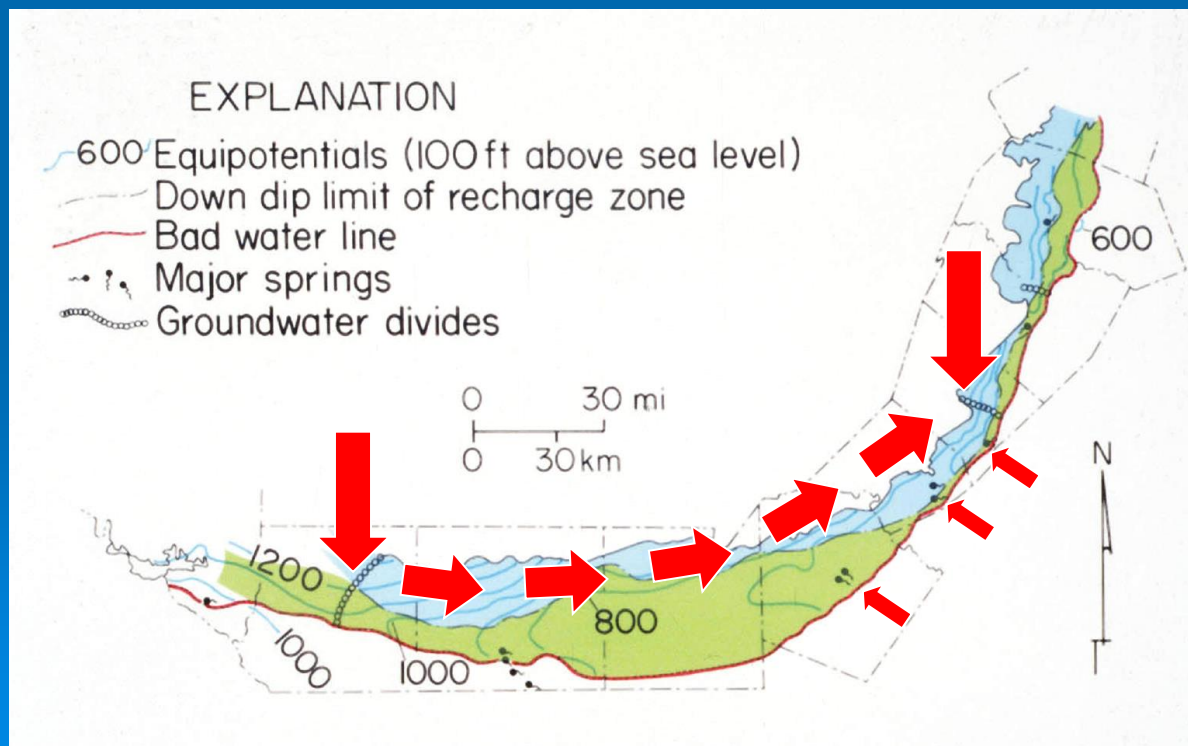 EXPLANATION
600 Equipotentials (100 ft above sea level)
Down dip limit of recharge zone
Bad water line
Major springs
Groundwater divides
0 30 mi
0 30 km
600
N
1200
800
1000
1000